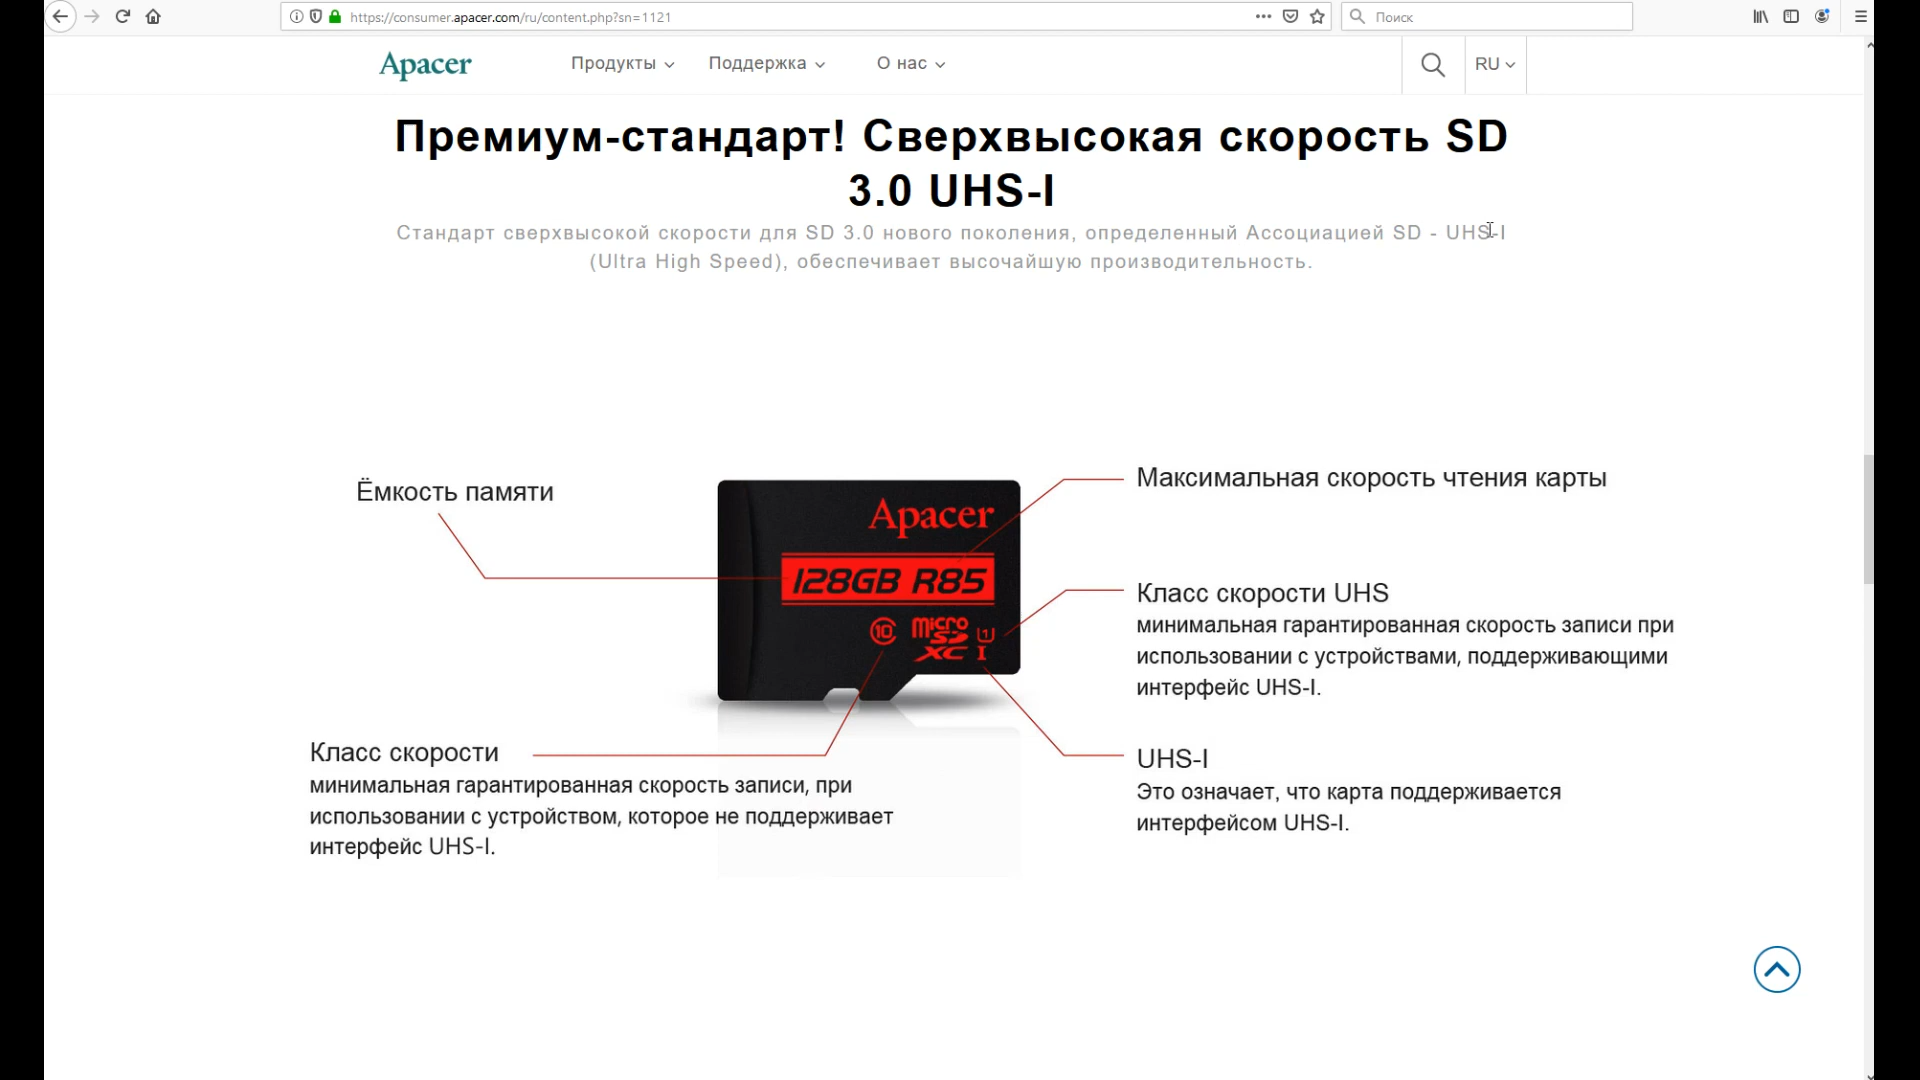 https://consumer.apacer.com/ru/content.php?sn=1121
Поиск
Apacer
Продукты
Поддержка
О нас
RU
Премиум-стандарт! Сверхвысокая скорость SD
3.0 UHS-I
Стандарт сверхвысокой скорости для SD 3.0 нового поколения, определенный Ассоциацией SD - UHS-I
(Ultra High Speed), обеспечивает высочайшую производительность.
Ёмкость памяти
Apacer
128GB R85
10
micro
SD
XC
1
I
Максимальная скорость чтения карты
Класс скорости UHS
минимальная гарантированная скорость записи при
использовании с устройствами, поддерживающими
интерфейс UHS-I.
Класс скорости
минимальная гарантированная скорость записи, при
использовании с устройством, которое не поддерживает
интерфейс UHS-I.
UHS-I
Это означает, что карта поддерживается
интерфейсом UHS-I.